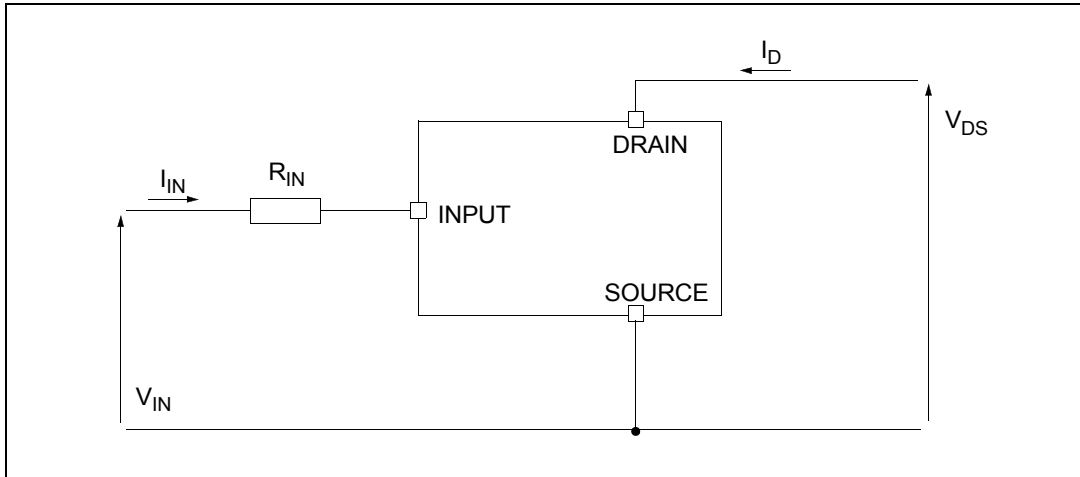 I_D
DRAIN
V_DS
I_IN
R_IN
INPUT
SOURCE
V_IN